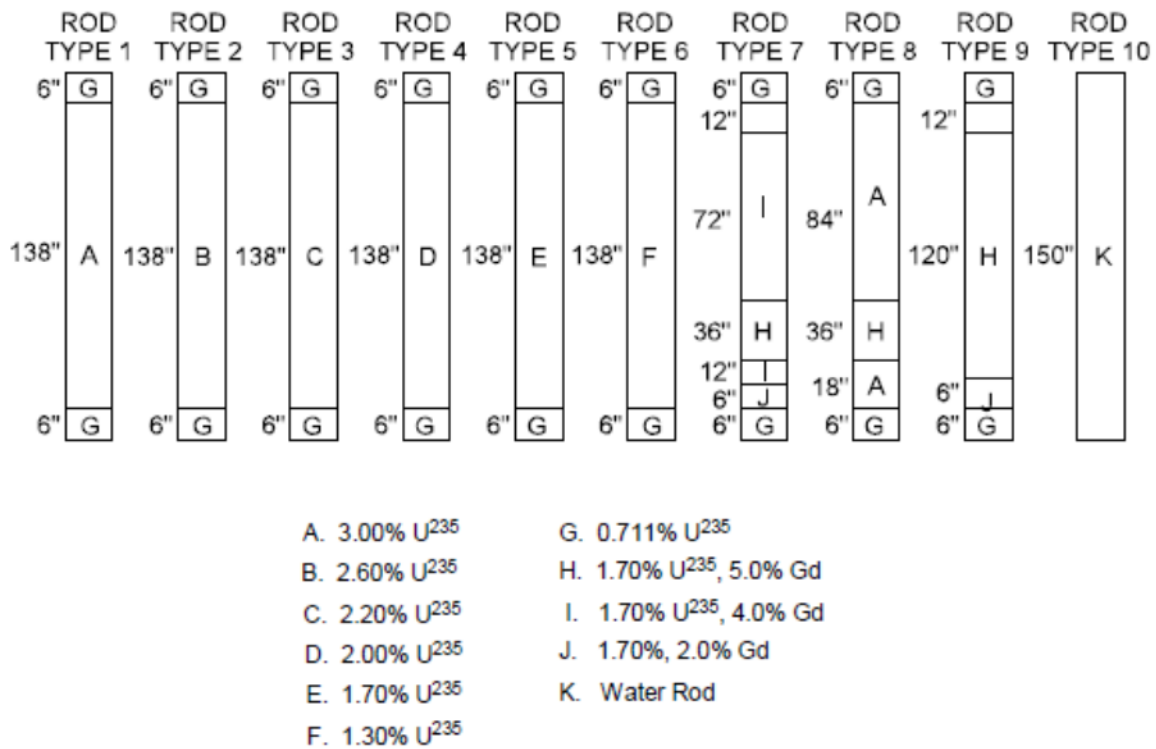 ROD ROD ROD ROD ROD ROD ROD ROD ROD ROD
TYPE 1 TYPE 2 TYPE 3 TYPE 4 TYPE 5 TYPE 6 TYPE 7 TYPE 8 TYPE 9 TYPE 10
6" G 6" G 6" G 6" G 6" G 6" G 6" G 6" G G
12" 12"
72" I 84" A
138" A 138" B 138" C 138" D 138" E 138" F 120" H 150" K
36" H 36" H
12" I 18" A 6" J
6" J
6" G 6" G 6" G 6" G 6" G 6" G 6" G 6" G 6" G
A. 3.00% U235
B. 2.60% U235
C. 2.20% U235
D. 2.00% U235
E. 1.70% U235
F. 1.30% U235
G. 0.711% U235
H. 1.70% U235, 5.0% Gd
I. 1.70% U235, 4.0% Gd
J. 1.70%, 2.0% Gd
K. Water Rod